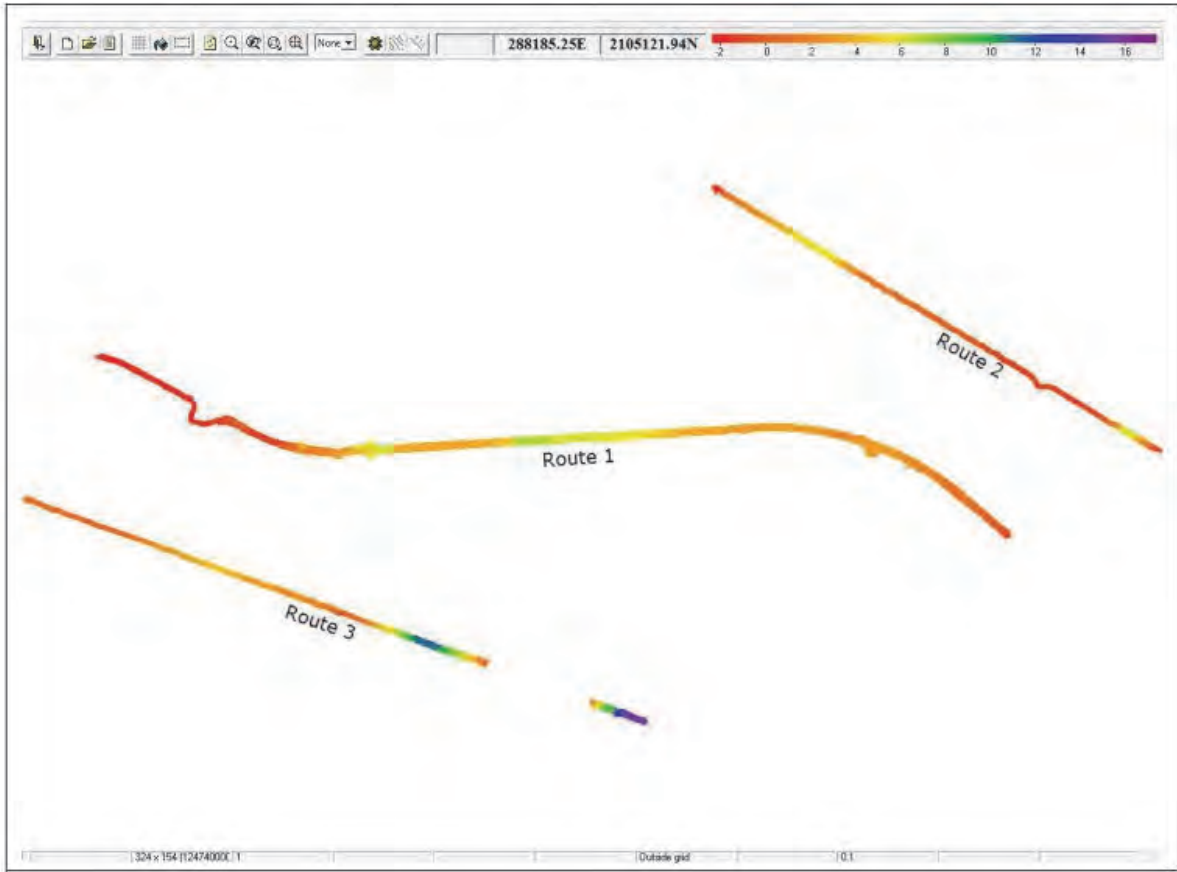 None 288185.25E 2105121.94N -2 0 2 4 6 8 10 12 14 16
Route 2
Route 1
Route 3
Outside grid 0.1